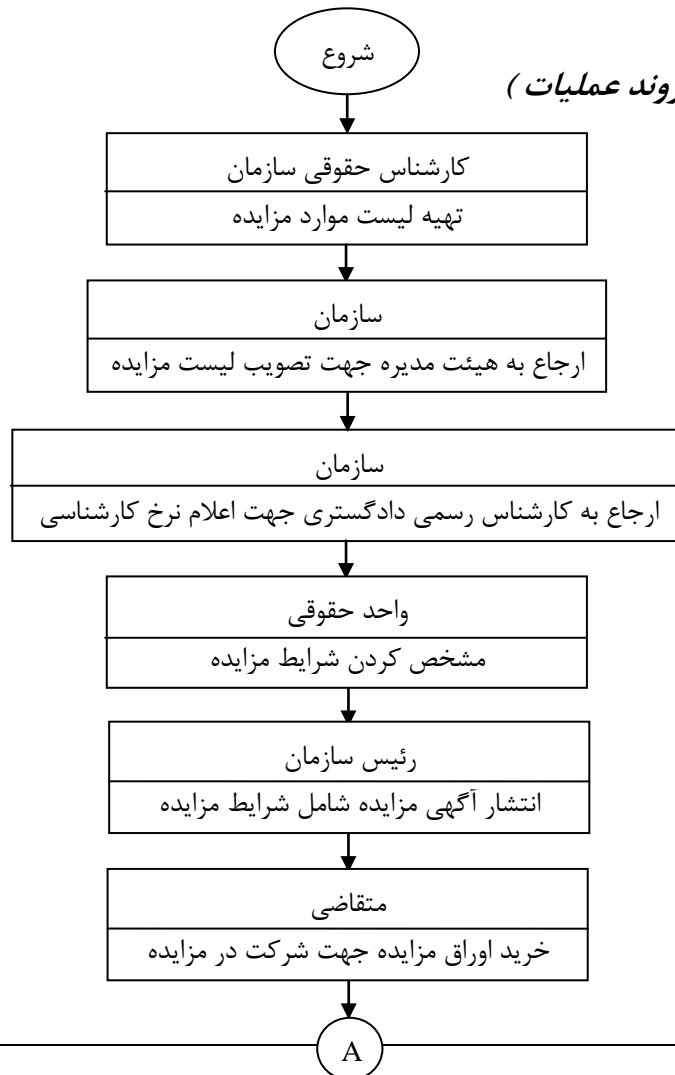 شروع
روند عملیات )
کارشناس حقوقی سازمان
تهیه لیست موارد مزایده
سازمان
ارجاع به هیئت مدیره جهت تصویب لیست مزایده
سازمان
ارجاع به کارشناس رسمی دادگستری جهت اعلام نرخ کارشناسی
واحد حقوقی
مشخص کردن شرایط مزایده
رئیس سازمان
انتشار آگهی مزایده شامل شرایط مزایده
متقاضی
خرید اوراق مزایده جهت شرکت در مزایده
A